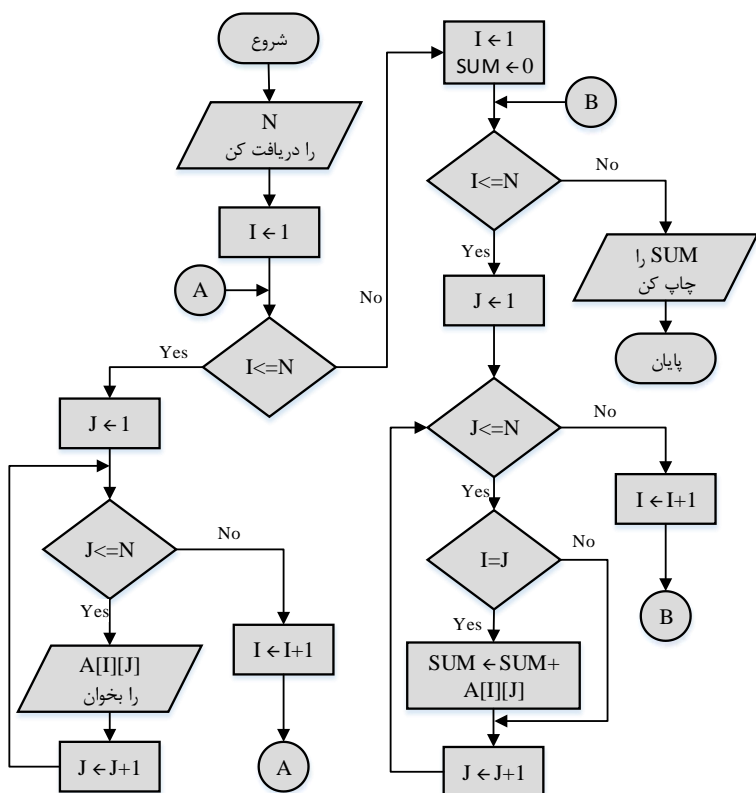 شروع
N
را دریافت کن
I ← 1
A
I<=N
Yes
No
J ← 1
J<=N
Yes
No
A[I][J]
را بخوان
J ← J+1
I ← I+1
A
I ← 1
SUM ← 0
B
I<=N
Yes
No
SUM را
چاپ کن
پایان
J ← 1
J<=N
Yes
No
I=J
Yes
No
SUM ← SUM+
A[I][J]
J ← J+1
I ← I+1
B